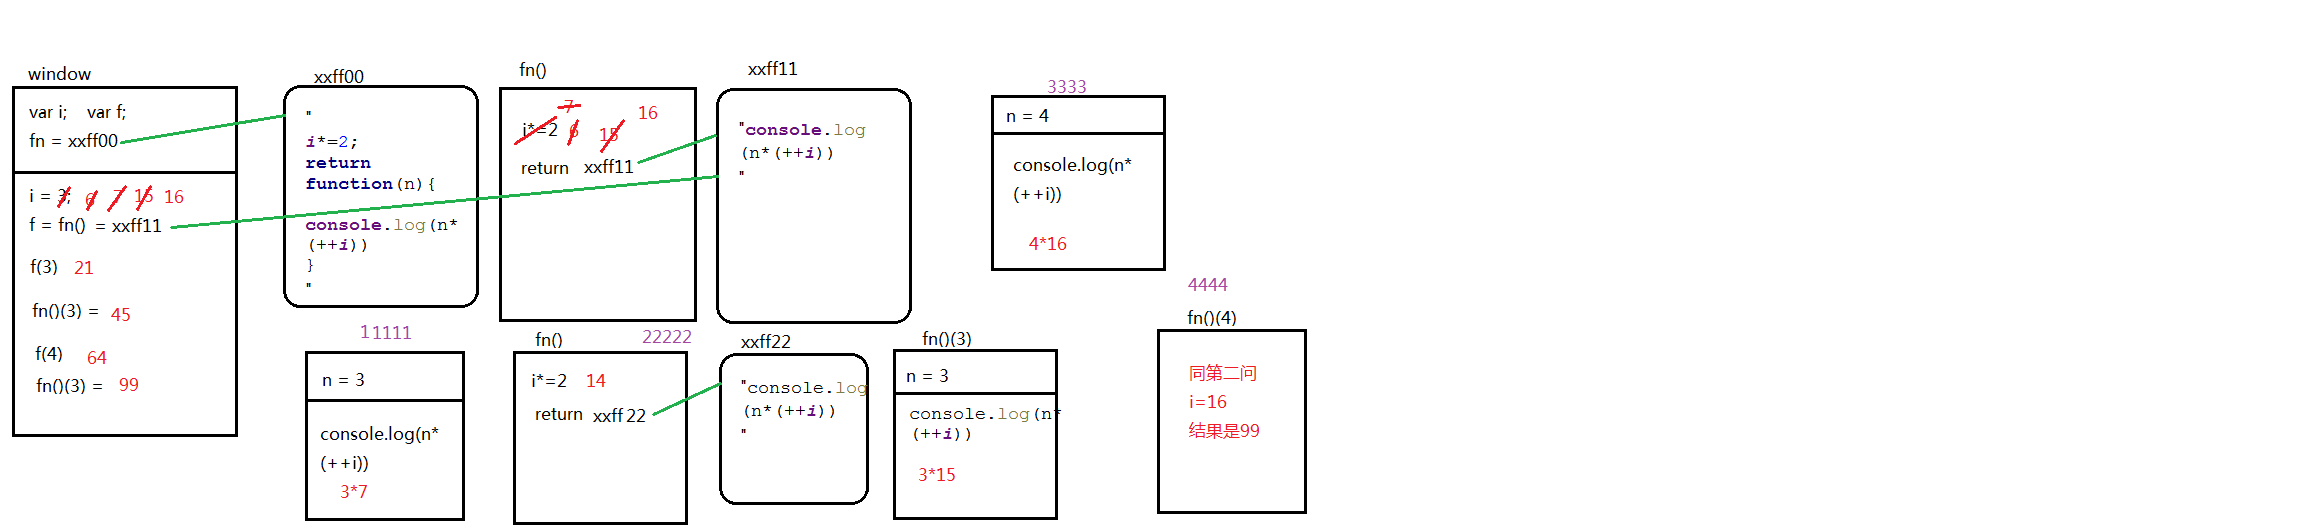 window
var i;    var f;
fn = xxff00
i = 3;  6  7  15  16
f = fn()  = xxff11
f(3)   21
fn()(3) =  45
f(4)   64
fn()(3) =  99
xxff00
"
i*=2;
return
function(n){
console.log(n*
(++i))
}
"
fn()
7
16
i*=2  6  15
return  xxff11
xxff11
"console.log
(n*(++i))
"
3333
n = 4
console.log(n*
(++i))
4*16
11111
n = 3
console.log(n*
(++i))
3*7
fn()
22222
i*=2  14
return  xxff22
xxff22
"console.log
(n*(++i))
"
fn()(3)
n = 3
console.log(n*
(++i))
3*15
4444
fn()(4)
同第二问
i=16
结果是99